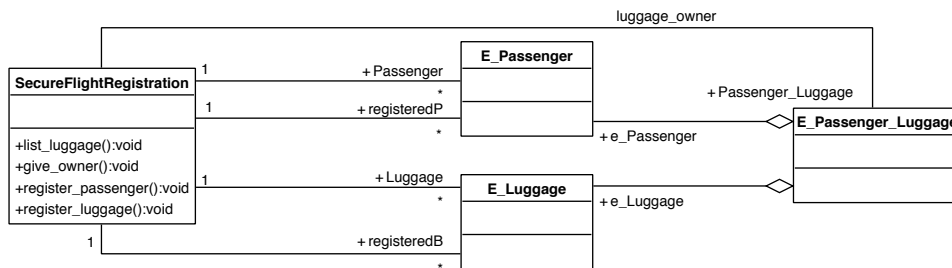 luggage_owner
E_Passenger
1
+ Passenger
SecureFlightRegistration
*
+ Passenger_Luggage
1
+ registeredP
E_Passenger_Luggage
*
+ e_Passenger
+list_luggage():void
+give_owner():void
+register_passenger():void
+register_luggage():void
1
+ Luggage
E_Luggage
*
+ e_Luggage
1
+ registeredB
*